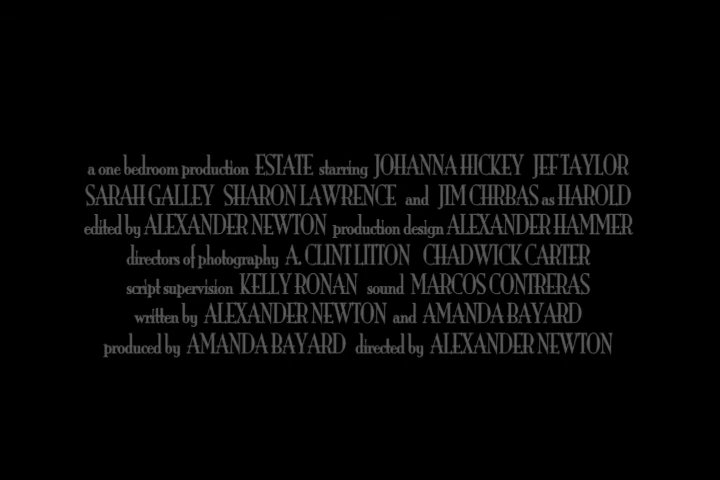 a one bedroom production ESTATE starring JOHANNA HICKEY JEF TAYLOR
SARAH GALLEY SHARON LAWRENCE and JIM CHRBAS as HAROLD
edited by ALEXANDER NEWTON production design ALEXANDER HAMMER
directors of photography A. CLINT LITTON CHADWICK CARTER
script supervision KELLY RONAN sound MARCOS CONTRERAS
written by ALEXANDER NEWTON and AMANDA BAYARD
produced by AMANDA BAYARD directed by ALEXANDER NEWTON